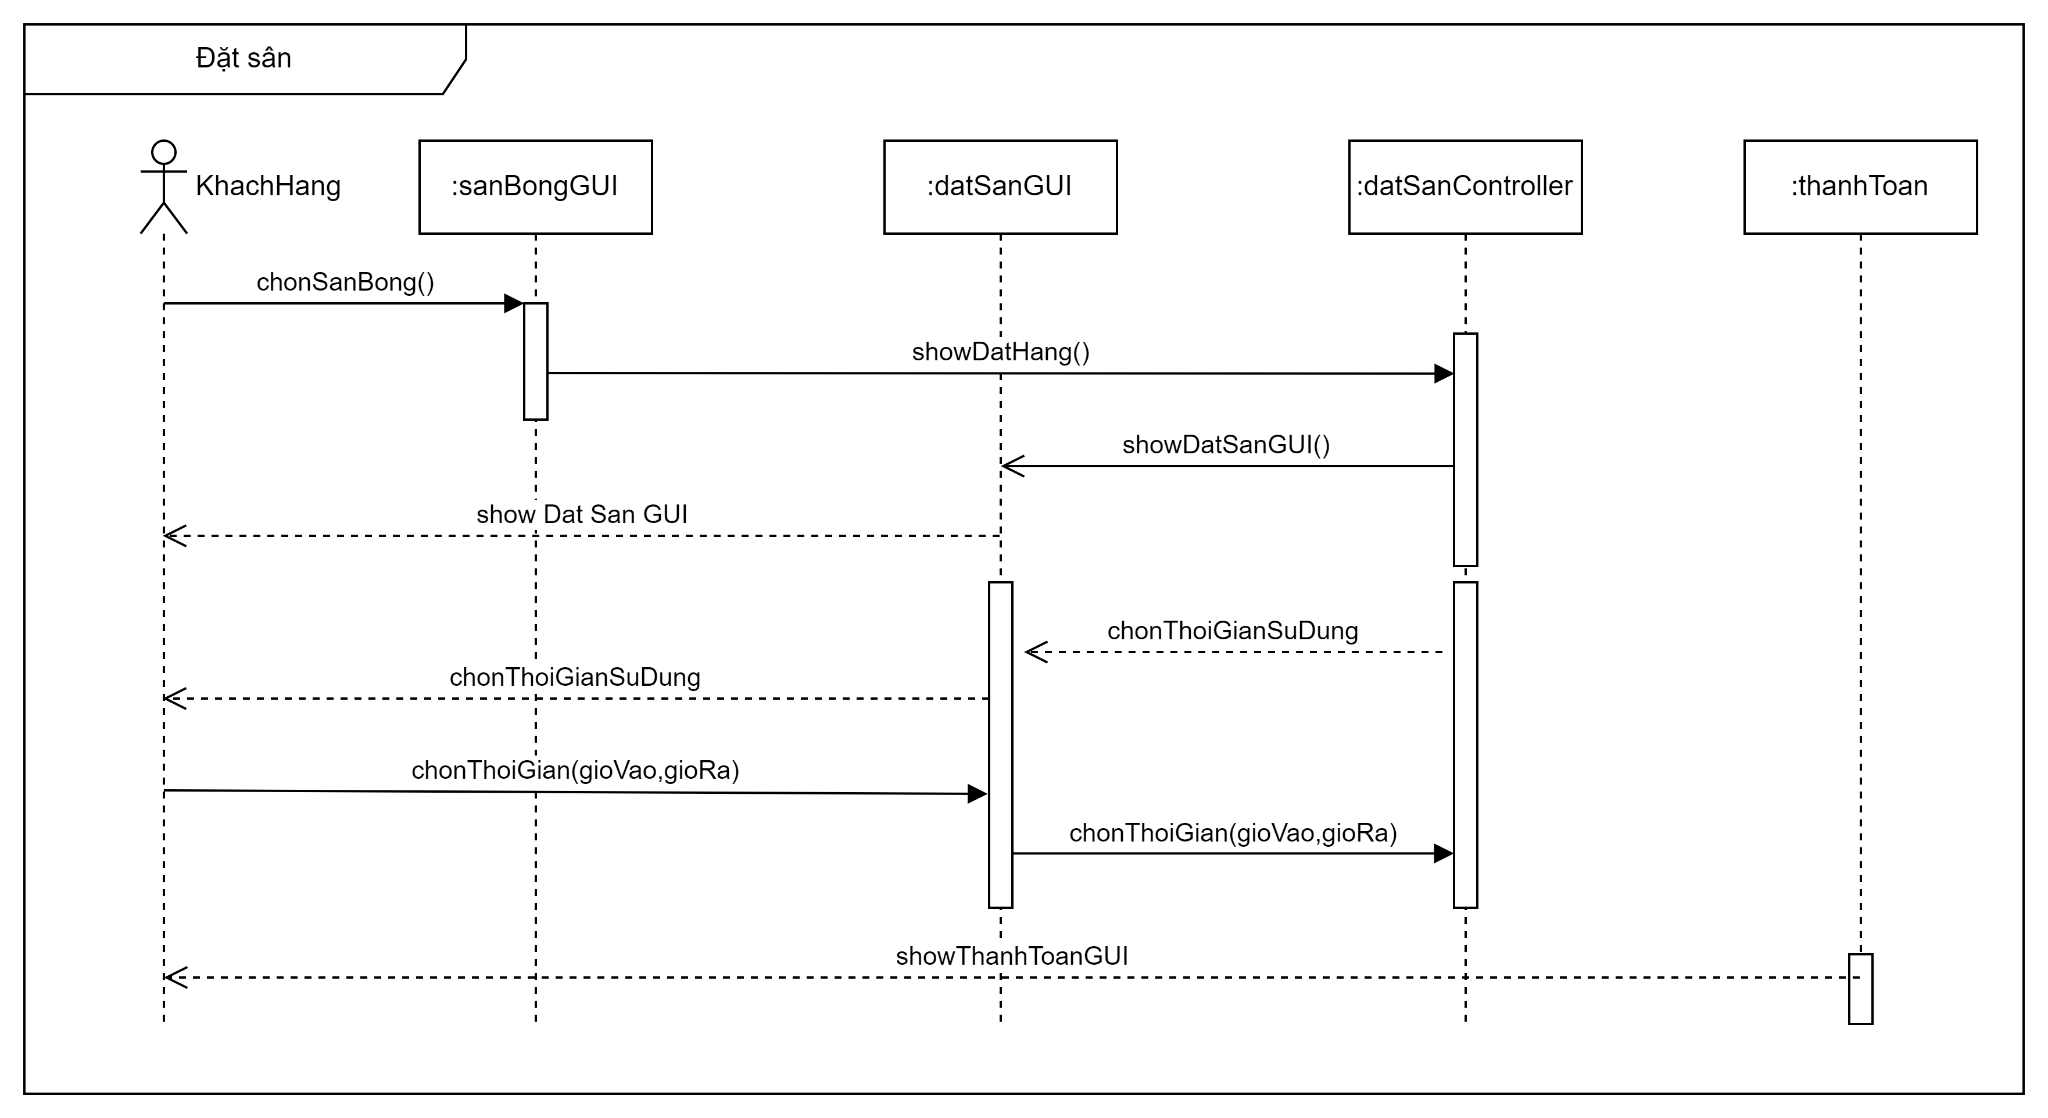 Đặt sân
KhachHang
:sanBongGUI
:datSanGUI
:datSanController
:thanhToan
chonSanBong()
showDatHang()
showDatSanGUI()
show Dat San GUI
chonThoiGianSuDung
chonThoiGianSuDung
chonThoiGian(gioVao,gioRa)
chonThoiGian(gioVao,gioRa)
showThanhToanGUI